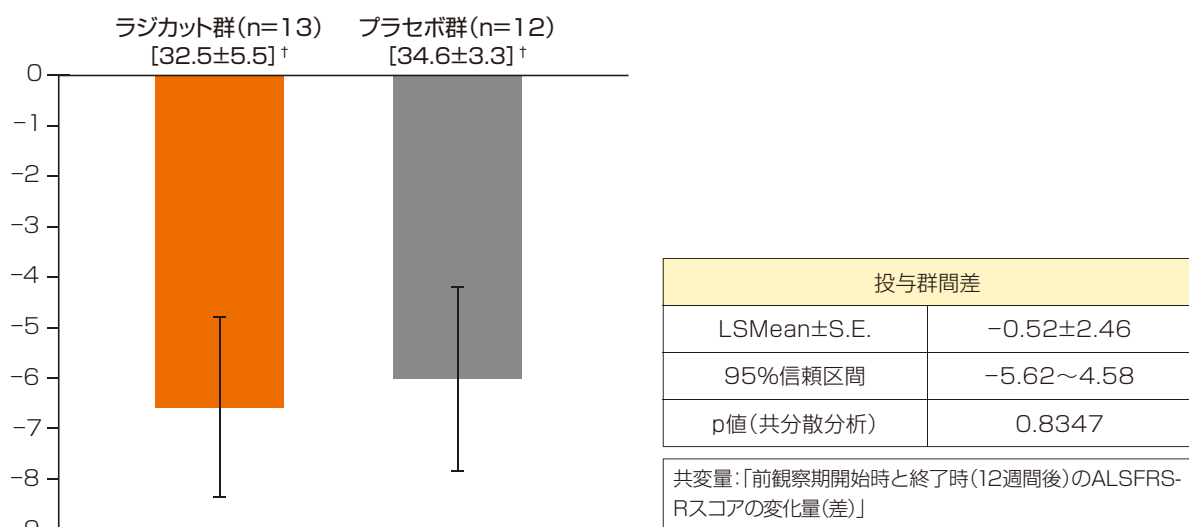 ラジカット群(n=13)
プラセボ群(n=12)
[32.5±5.5]†
[34.6±3.3]†
0
−1
−2
−3
−4
−5
−6
−7
−8
投与群間差
LSMean±S.E.
−0.52±2.46
95%信頼区間
−5.62～4.58
p値(共分散分析)
0.8347
共変量:「前観察期開始時と終了時(12週間後)のALSFRS-
Rスコアの変化量(差)」